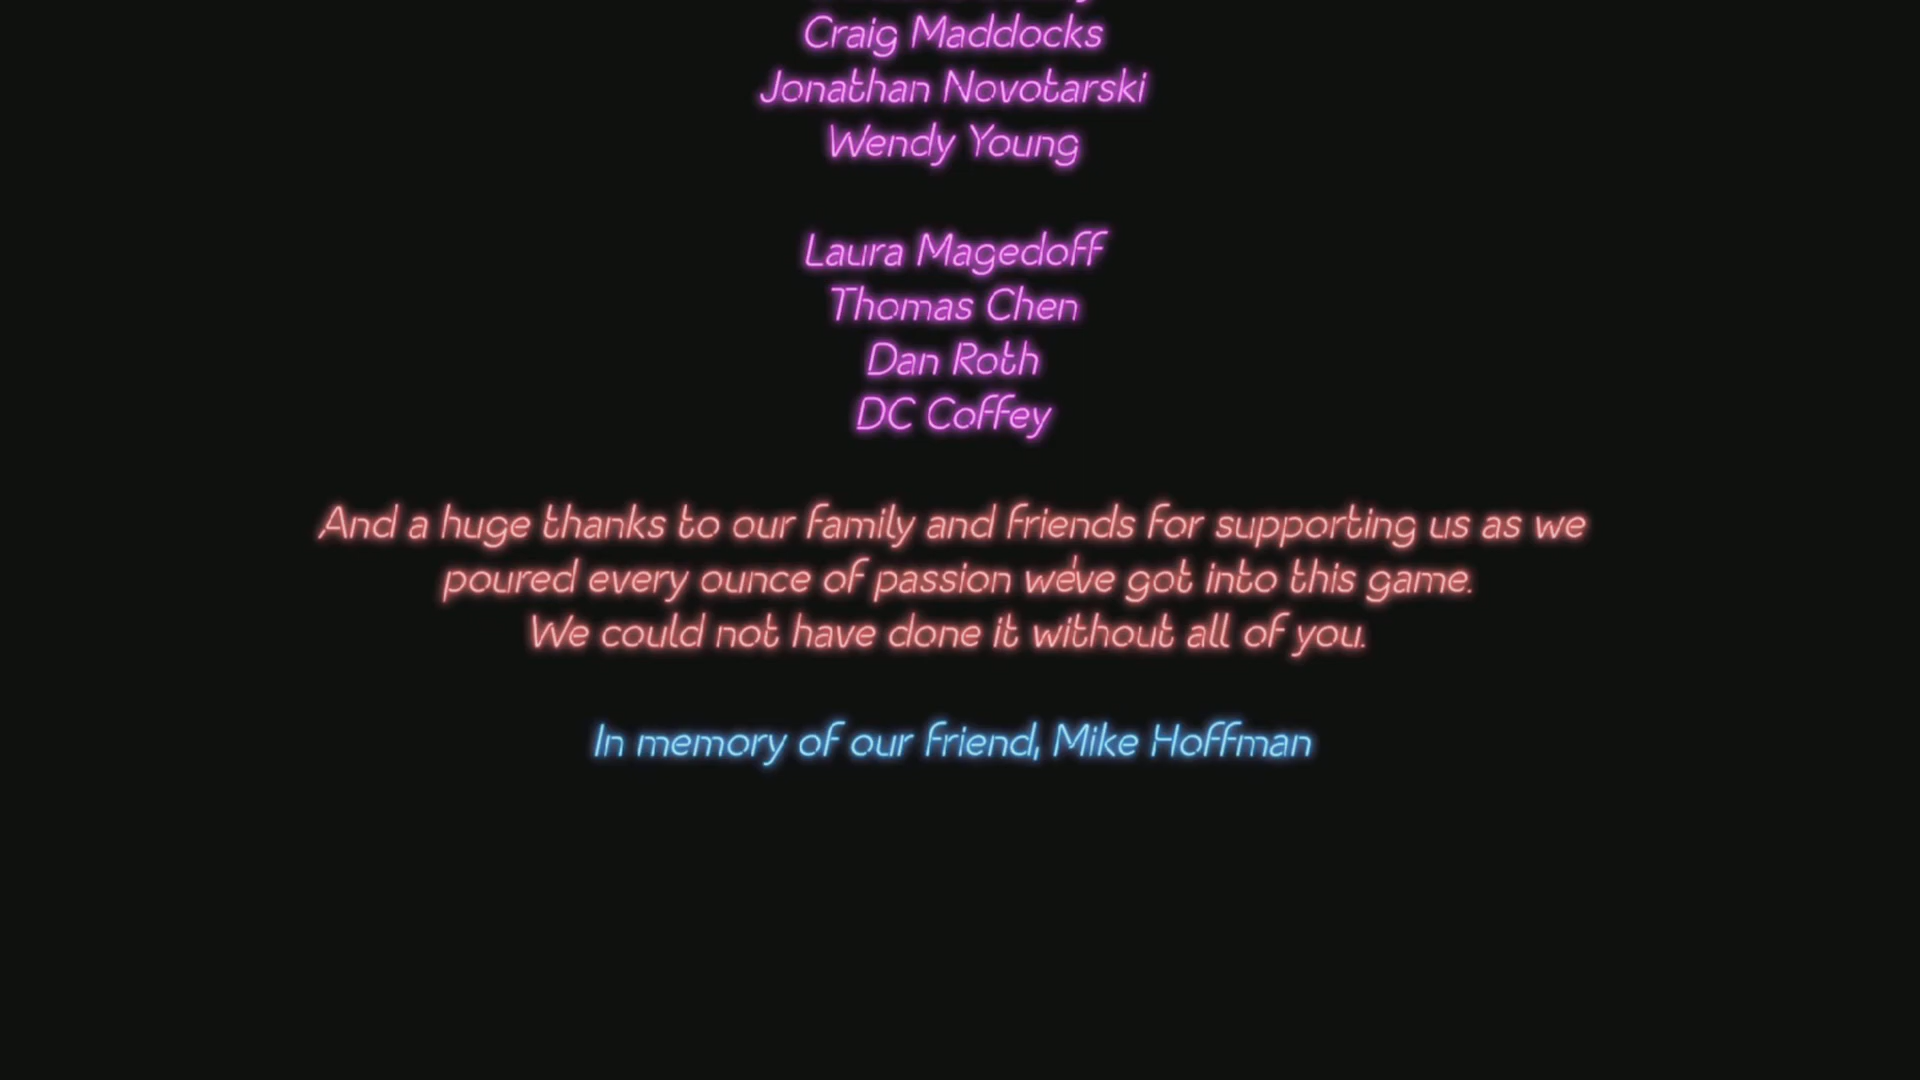 Craig Maddocks
Jonathan Novotarski
Wendy Young
Laura Magedoff
Thomas Chen
Dan Roth
DC Coffey
And a huge thanks to our family and friends for supporting us as we
poured every ounce of passion we've got into this game.
We could not have done it without all of you.
In memory of our friend, Mike Hoffman